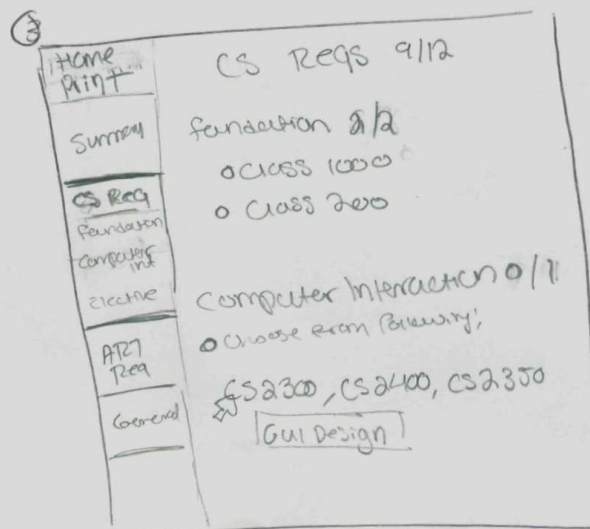 3
Home
Print
Summary
CS Req
Foundation
Computer
Int
Elective
ART
Req
General
CS Reqs 9/12
Foundation 2/2
Class 1000
Class 200
Computer Interaction 0/1
Choose from following:
CS2300, CS2400, CS2350
GUI Design